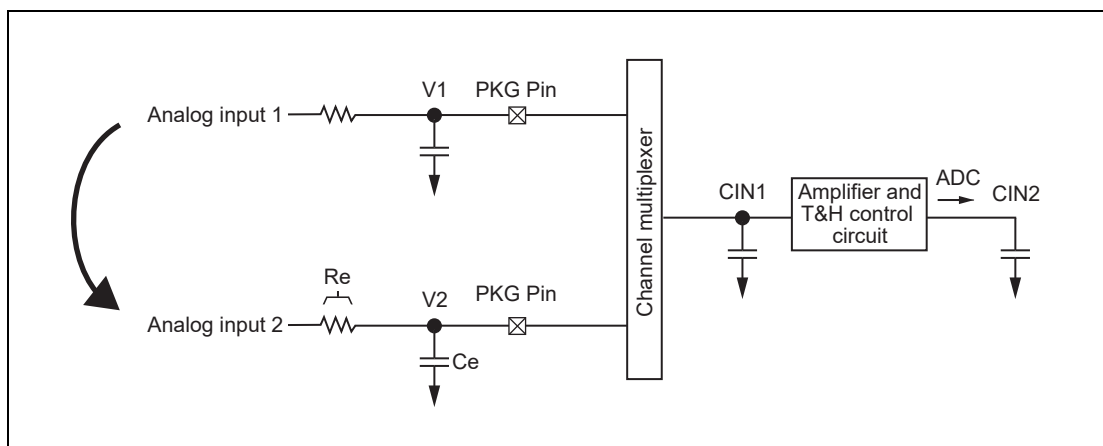 V1
PKG Pin
Analog input 1
Channel multiplexer
CIN1
Amplifier and
T&H control
circuit
ADC
CIN2
Re
V2
PKG Pin
Analog input 2
Ce